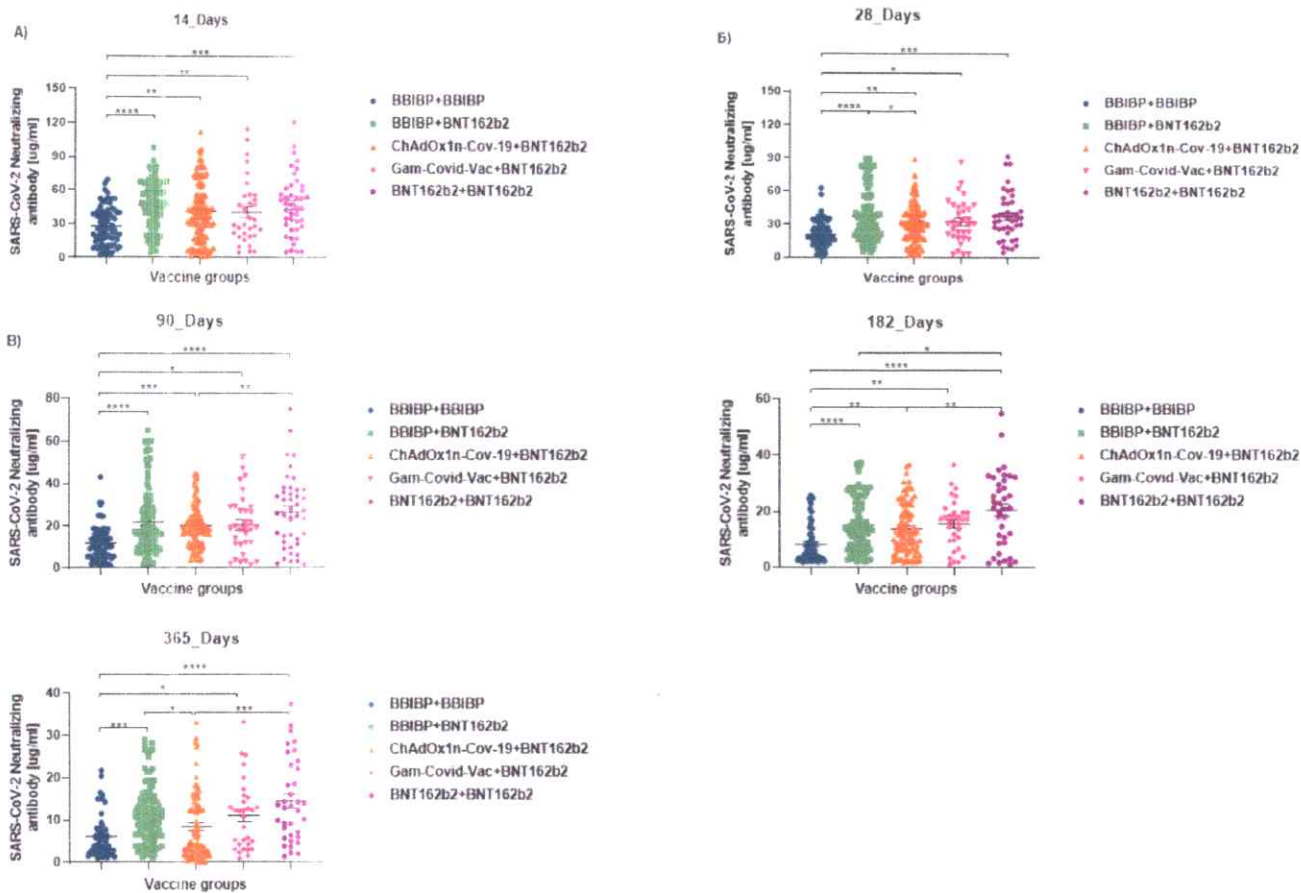 14_Days
A)
***
**
**
****
SARS-CoV-2 Neutralizing
antibody [ug/ml]
150
120
90
60
30
0
Vaccine groups
BBIBP+BBIBP
BBIBP+BNT162b2
ChAdOx1n-Cov-19+BNT162b2
Gam-Covid-Vac+BNT162b2
BNT162b2+BNT162b2
28_Days
Б)
***
*
**
**** *
SARS-CoV-2 Neutralizing
antibody [ug/ml]
150
120
90
60
30
0
Vaccine groups
BBIBP+BBIBP
BBIBP+BNT162b2
ChAdOx1n-Cov-19+BNT162b2
Gam-Covid-Vac+BNT162b2
BNT162b2+BNT162b2
90_Days
В)
****
*
*** **
****
SARS-CoV-2 Neutralizing
antibody [ug/ml]
80
60
40
20
0
Vaccine groups
BBIBP+BBIBP
BBIBP+BNT162b2
ChAdOx1n-Cov-19+BNT162b2
Gam-Covid-Vac+BNT162b2
BNT162b2+BNT162b2
182_Days
*
****
**
** **
****
SARS-CoV-2 Neutralizing
antibody [ug/ml]
60
40
20
0
Vaccine groups
BBIBP+BBIBP
BBIBP+BNT162b2
ChAdOx1n-Cov-19+BNT162b2
Gam-Covid-Vac+BNT162b2
BNT162b2+BNT162b2
365_Days
****
*
* ***
***
SARS-CoV-2 Neutralizing
antibody [ug/ml]
40
30
20
10
0
Vaccine groups
BBIBP+BBIBP
BBIBP+BNT162b2
ChAdOx1n-Cov-19+BNT162b2
Gam-Covid-Vac+BNT162b2
BNT162b2+BNT162b2